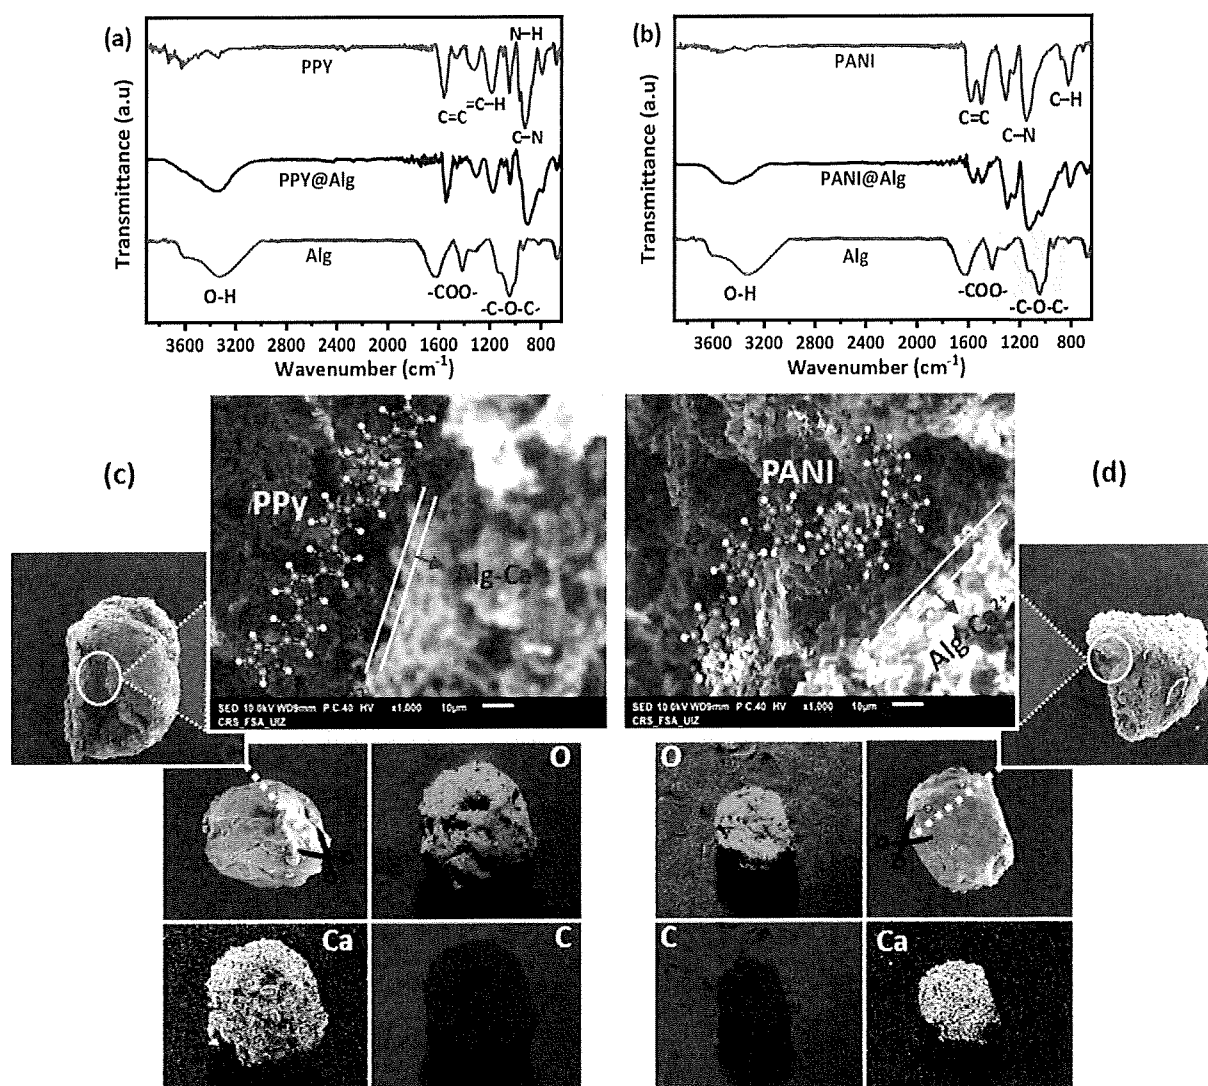 (a)
N-H
PPY
C=C
=C-H
C-N
PPY@Alg
Alg
O-H
-COO-
-C-O-C-
Transmittance (a.u)
3600 3200 2800 2400 2000 1600 1200 800
Wavenumber (cm-1)
(b)
PANI
C=C
C-N
C-H
PANI@Alg
Alg
O-H
-COO-
-C-O-C-
Transmittance (a.u)
3600 3200 2800 2400 2000 1600 1200 800
Wavenumber (cm-1)
(c)
PPy
Alg-Ca
SED 10.0kV WD9mm P.C.40 HV x1,000 10µm
CRS_FSA_UIZ
PANI
(d)
Alg-Ca2+
SED 10.0kV WD9mm P.C.40 HV x1,000 10µm
CRS_FSA_UIZ
O
O
Ca
C
C
Ca